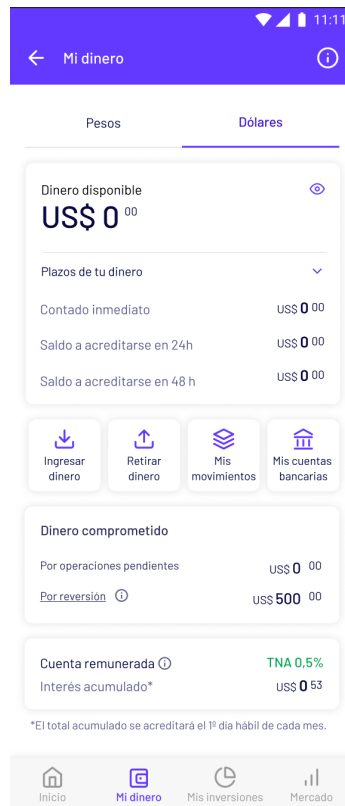 11:11
Mi dinero
Pesos Dólares
Dinero disponible
US$ 0 00
Plazos de tu dinero
Contado inmediato US$ 0 00
Saldo a acreditarse en 24h US$ 0 00
Saldo a acreditarse en 48 h US$ 0 00
Ingresar Retirar Mis Mis cuentas
dinero dinero movimientos bancarias
Dinero comprometido
Por operaciones pendientes US$ 0 00
Por reversión US$ 500 00
Cuenta remunerada TNA 0,5%
Interés acumulado* US$ 0 53
*El total acumulado se acreditará el 1º día hábil de cada mes.
Inicio Mi dinero Mis inversiones Mercado